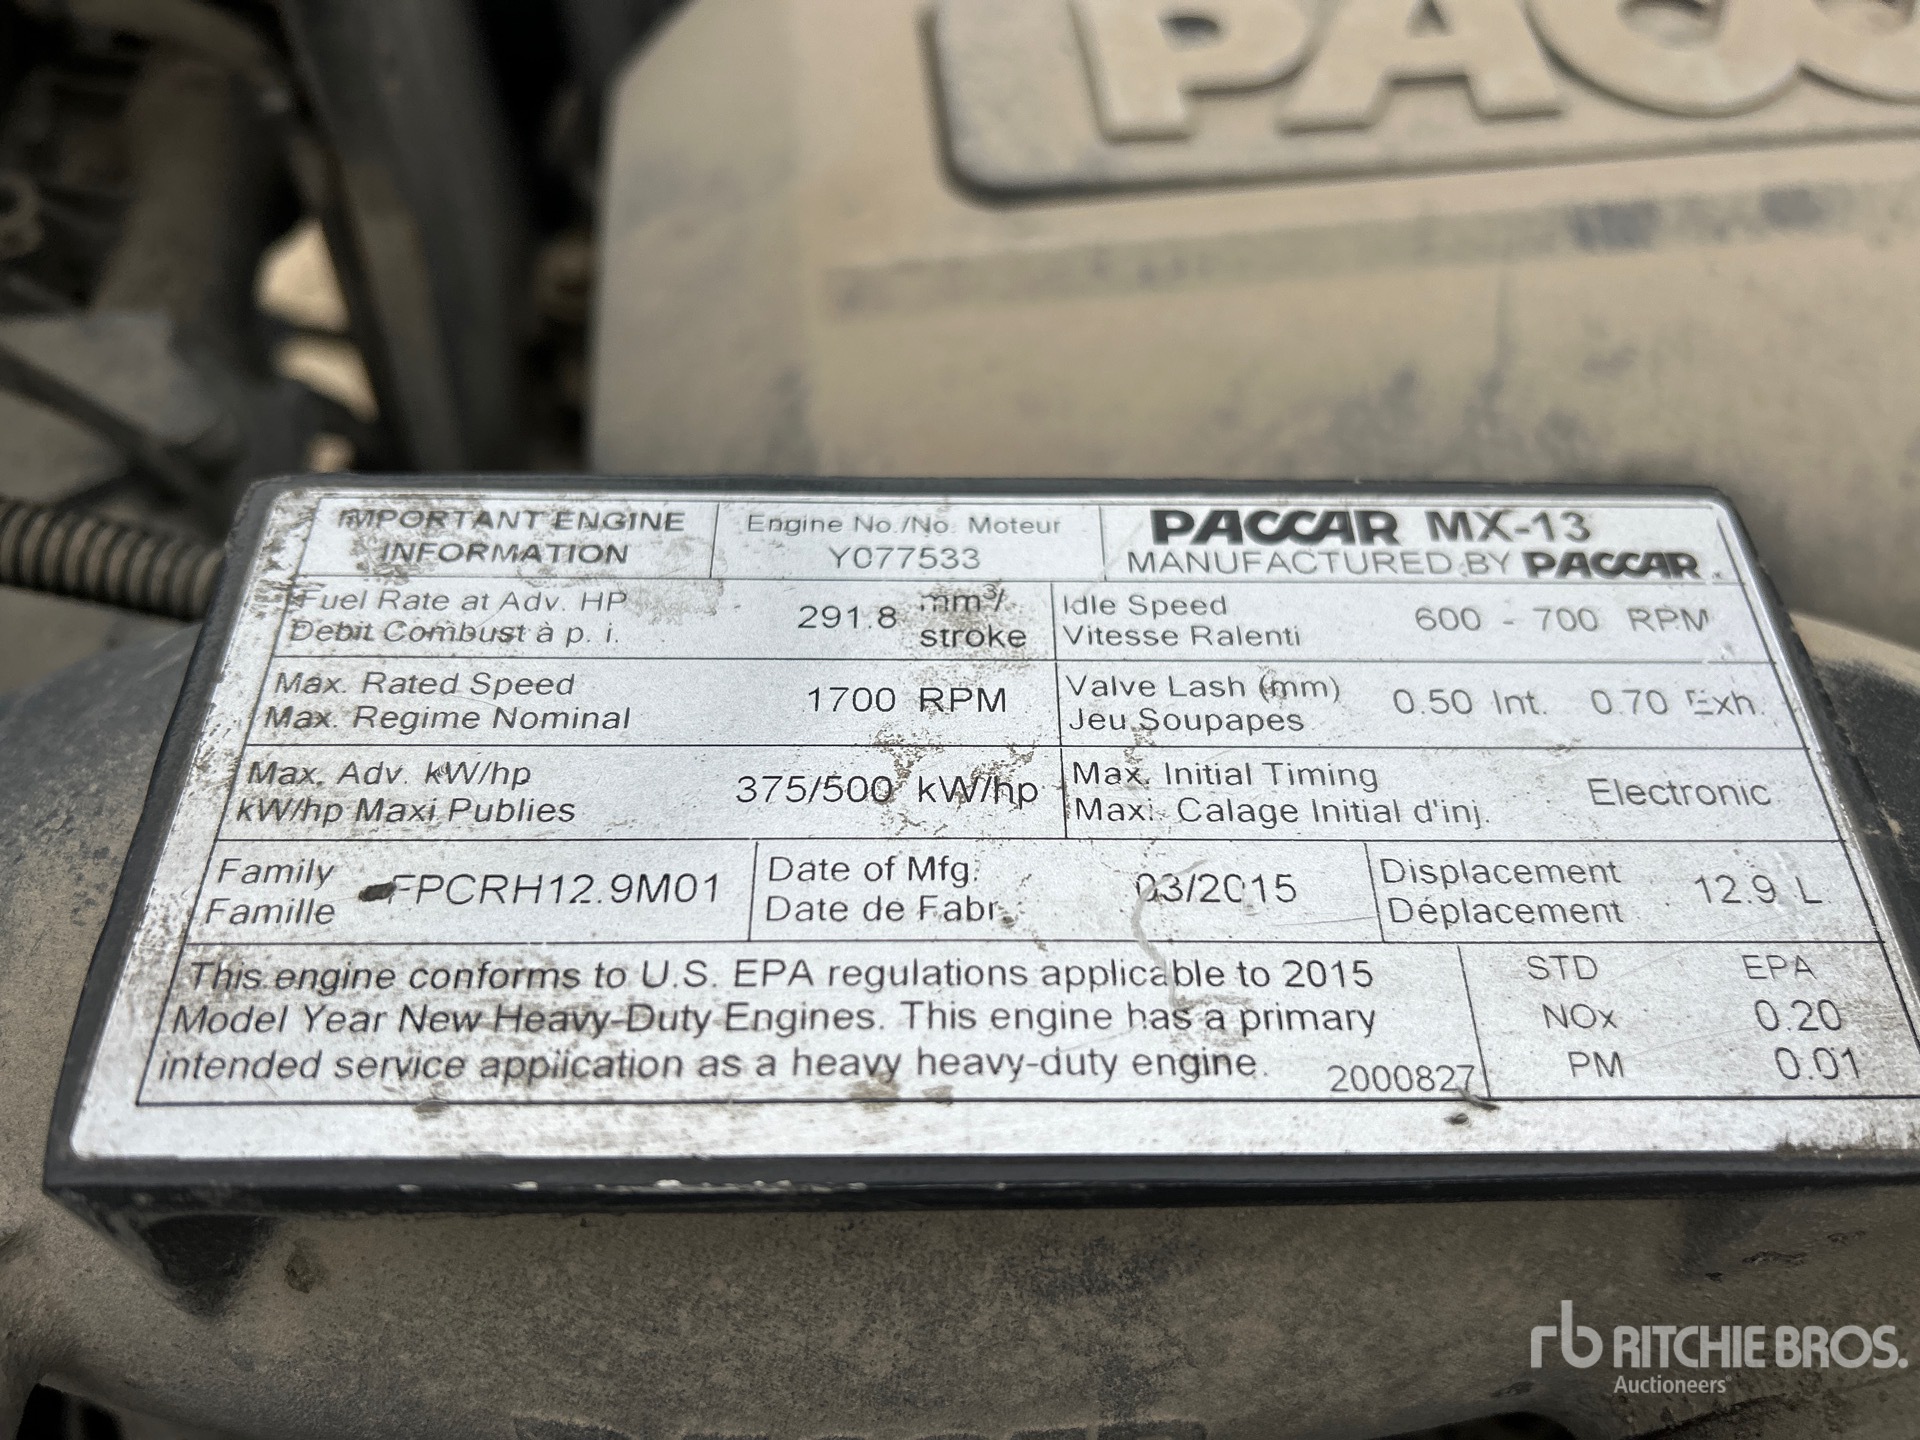 PACC
IMPORTANT ENGINE
INFORMATION
Engine No./No. Moteur
Y077533
PACCAR MX-13
MANUFACTURED BY PACCAR
Fuel Rate at Adv. HP
Debit Combust à p. i.
291.8 mm³/
stroke
Idle Speed
Vitesse Ralenti
600 - 700 RPM
Max. Rated Speed
Max. Regime Nominal
1700 RPM
Valve Lash (mm)
Jeu Soupapes
0.50 Int. 0.70 Exh.
Max. Adv. kW/hp
kW/hp Maxi Publies
375/500 kW/hp
Max. Initial Timing
Maxi. Calage Initial d'inj.
Electronic
Family
Famille
FPCRH12.9M01
Date of Mfg.
Date de Fabr.
03/2015
Displacement
Déplacement
12.9 L
This engine conforms to U.S. EPA regulations applicable to 2015
Model Year New Heavy-Duty Engines. This engine has a primary
intended service application as a heavy heavy-duty engine.
2000827
STD EPA
NOx 0.20
PM 0.01
rb RITCHIE BROS.
Auctioneers